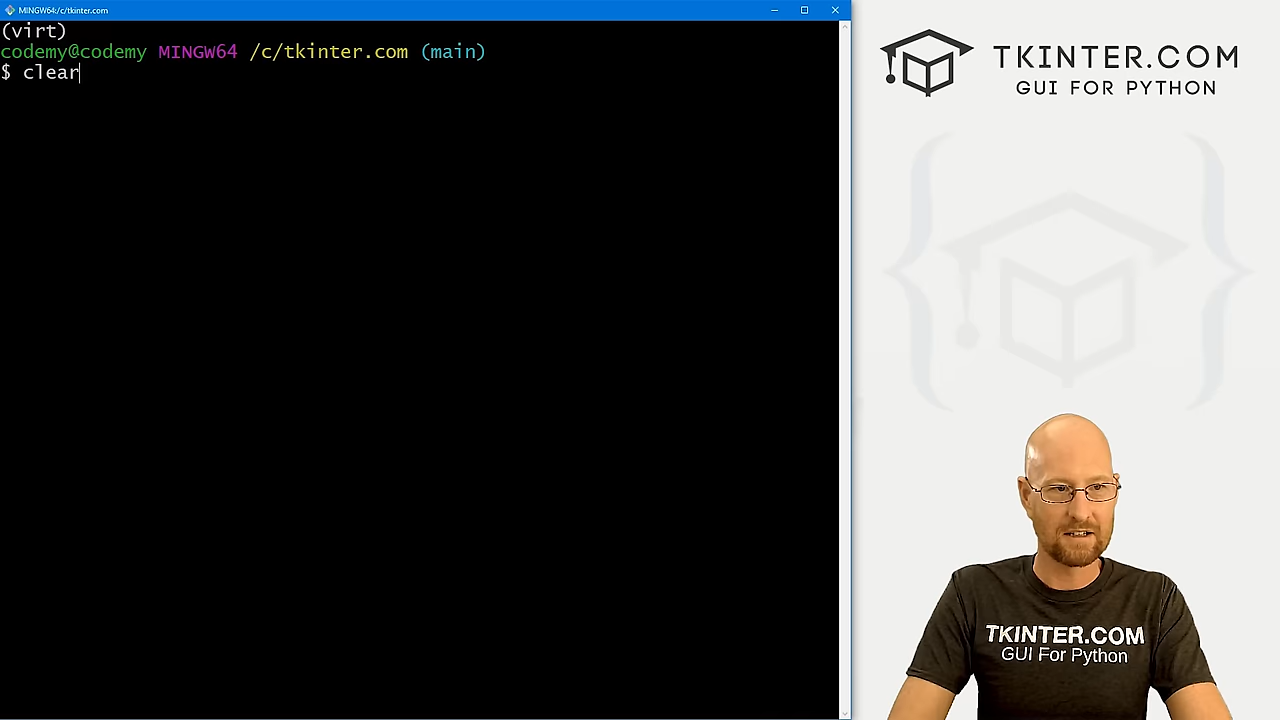 MINGW64:/c/tkinter.com
(virt)
codemy@codemy MINGW64 /c/tkinter.com (main)
$ clear
TKINTER.COM
GUI FOR PYTHON
TKINTER.COM
GUI For Python